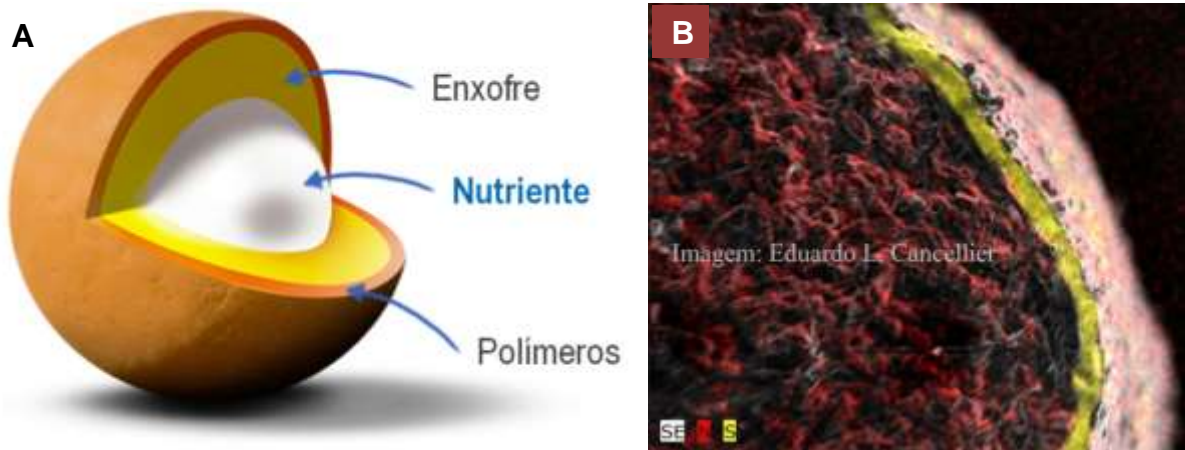 A
Enxofre
Nutriente
Polímeros
B
Imagem: Eduardo L. Cancellier
SE
S